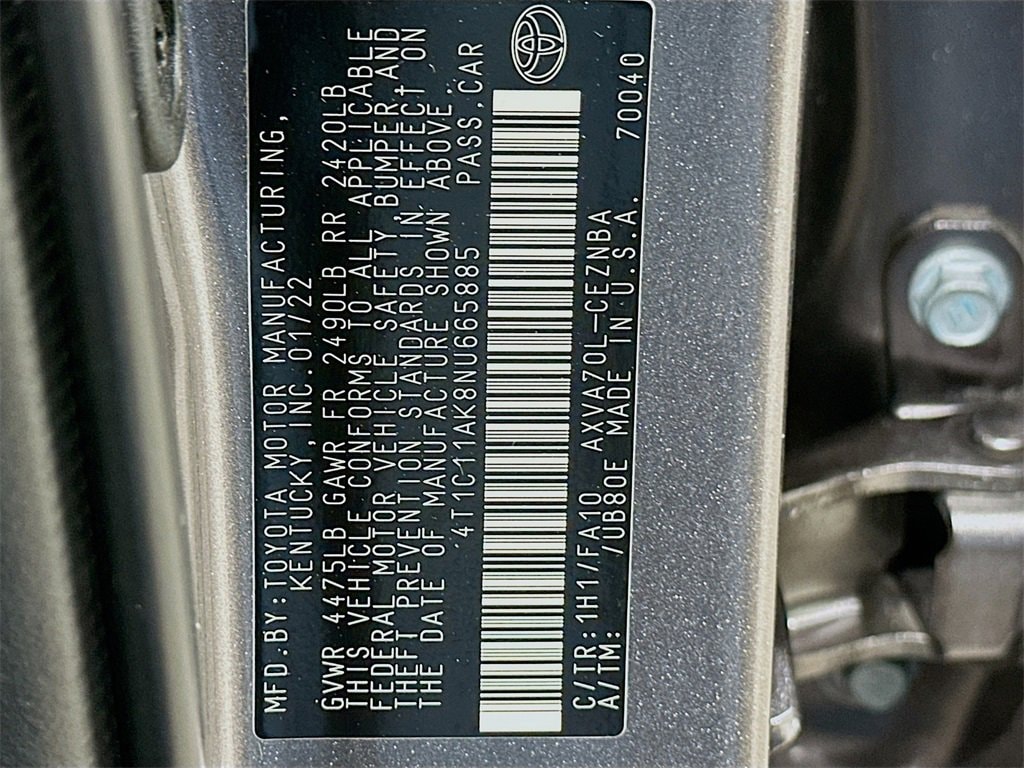 MFD.BY:TOYOTA MOTOR MANUFACTURING,
KENTUCKY,INC.01/22
GVWR 4475LB GAWR FR 2490LB RR 2420LB
THIS VEHICLE CONFORMS TO ALL APPLICABLE
FEDERAL MOTOR VEHICLE SAFETY,BUMPER,AND
THEFT PREVENTION STANDARDS IN EFFECT ON
THE DATE OF MANUFACTURE SHOWN ABOVE.
4T1C11AK8NU665885 PASS.CAR
C/TR:1H1/FA10 AXVA70L-CEZNBA
A/TM: /UB80E MADE IN U.S.A. 70040